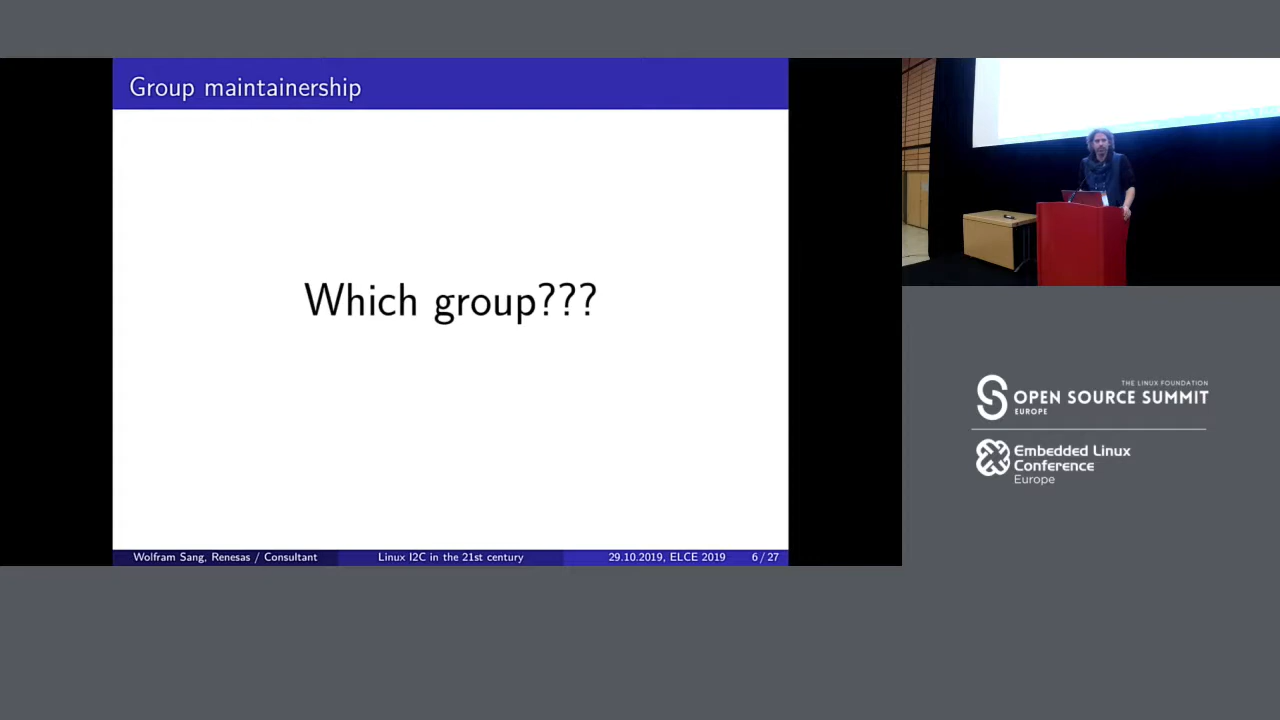 Group maintainership
Which group???
Wolfram Sang, Renesas / Consultant
Linux I2C in the 21st century
29.10.2019, ELCE 2019
6 / 27
THE LINUX FOUNDATION
OPEN SOURCE SUMMIT
EUROPE
Embedded Linux
Conference
Europe